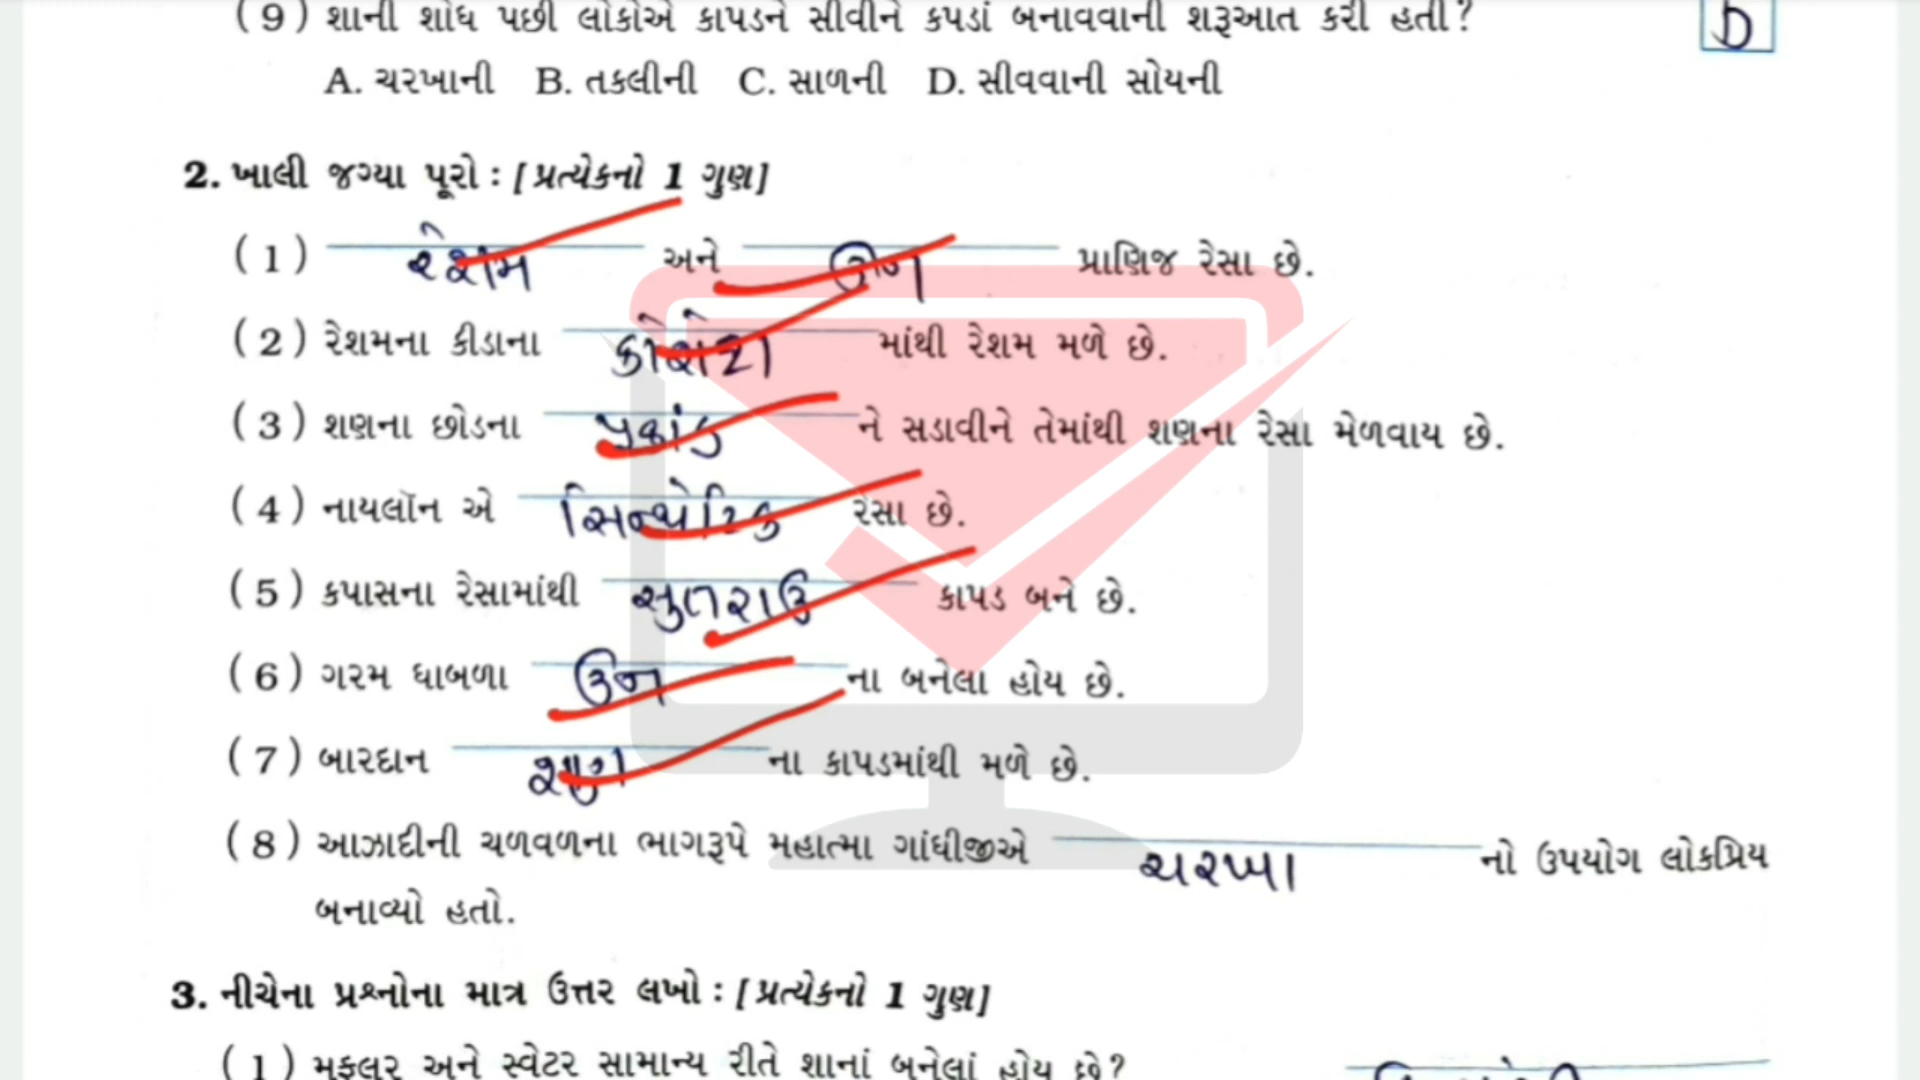 (9) શાની શોધ પછી લોકોએ કાપડને સીવીને કપડાં બનાવવાની શરૂઆત કરી હતી? D
A. ચરખાની B. તકલીની C. સાળની D. સીવવાની સોયની
2. ખાલી જગ્યા પૂરો : [પ્રત્યેકનો 1 ગુણ]
(1) રેશમ અને ઊન પ્રાણિજ રેસા છે.
(2) રેશમના કીડાના કોશેટા માંથી રેશમ મળે છે.
(3) શણના છોડના પ્રકાંડ ને સડાવીને તેમાંથી શણના રેસા મેળવાય છે.
(4) નાયલૉન એ સિન્થેટિક રેસા છે.
(5) કપાસના રેસામાંથી સુતરાઉ કાપડ બને છે.
(6) ગરમ ધાબળા ઉન ના બનેલા હોય છે.
(7) બારદાન શણ ના કાપડમાંથી મળે છે.
(8) આઝાદીની ચળવળના ભાગરૂપે મહાત્મા ગાંધીજીએ ચરખા નો ઉપયોગ લોકપ્રિય
બનાવ્યો હતો.
3. નીચેના પ્રશ્નોના માત્ર ઉત્તર લખો : [પ્રત્યેકનો 1 ગુણ]
(1) મફલર અને સ્વેટર સામાન્ય રીતે શાનાં બનેલાં હોય છે?